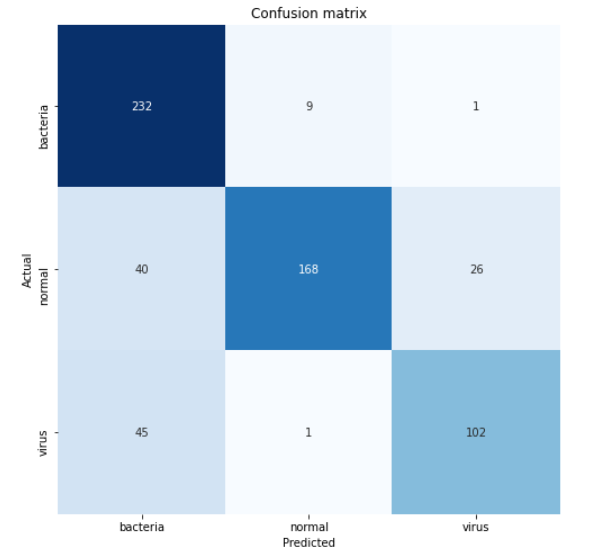 Confusion matrix
bacteria
232
9
1
Actual
normal
40
168
26
virus
45
1
102
bacteria
normal
virus
Predicted